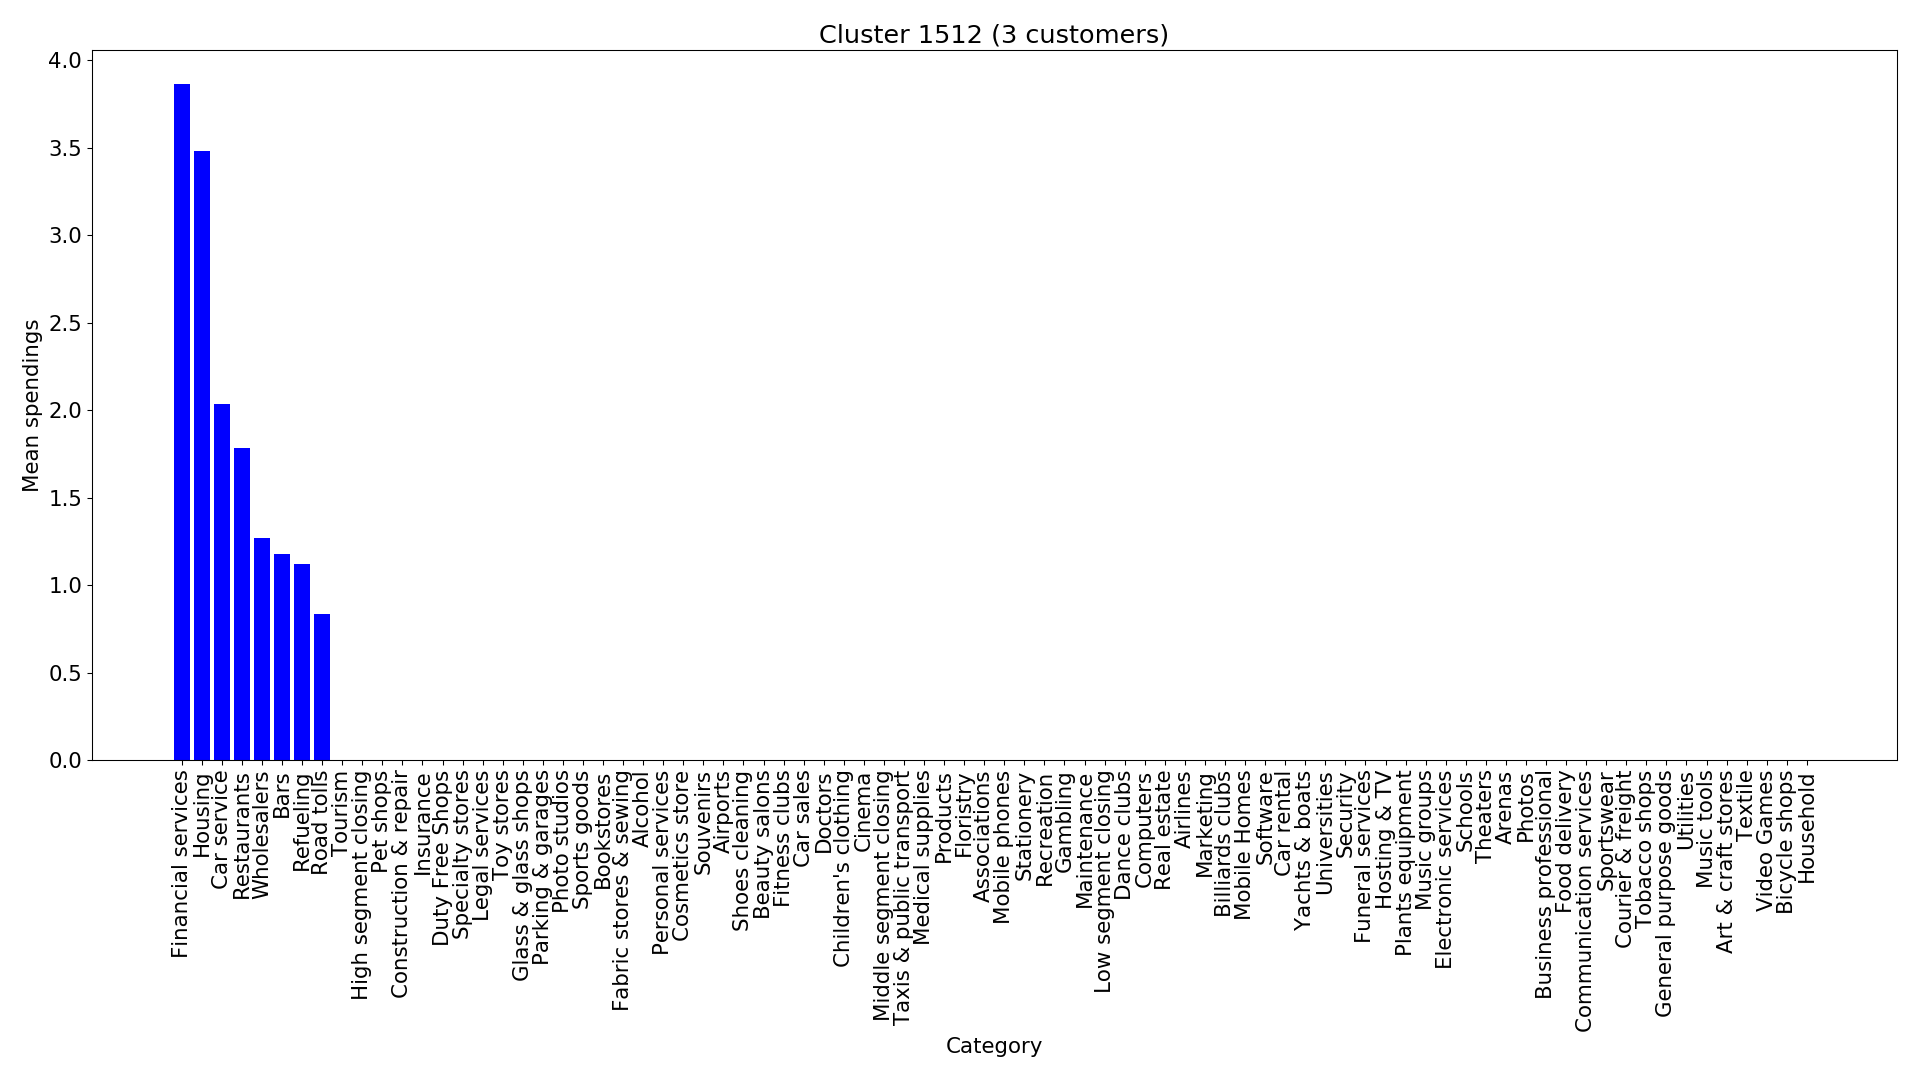 Cluster 1512 (3 customers)
4.0
3.5
3.0
2.5
2.0
1.5
1.0
0.5
0.0
Mean spendings
Financial services
Housing
Car service
Restaurants
Wholesalers
Bars
Refueling
Road tolls
Tourism
High segment closing
Pet shops
Construction & repair
Insurance
Duty Free Shops
Specialty stores
Legal services
Toy stores
Glass & glass shops
Parking & garages
Photo studios
Sports goods
Bookstores
Fabric stores & sewing
Alcohol
Personal services
Cosmetics store
Souvenirs
Airports
Shoes cleaning
Beauty salons
Fitness clubs
Car sales
Doctors
Children's clothing
Cinema
Middle segment closing
Taxis & public transport
Medical supplies
Products
Floristry
Associations
Mobile phones
Stationery
Recreation
Gambling
Maintenance
Low segment closing
Dance clubs
Computers
Real estate
Airlines
Marketing
Billiards clubs
Mobile Homes
Software
Car rental
Yachts & boats
Universities
Security
Funeral services
Hosting & TV
Plants equipment
Music groups
Electronic services
Schools
Theaters
Arenas
Photos
Business professional
Food delivery
Communication services
Sportswear
Courier & freight
Tobacco shops
General purpose goods
Utilities
Music tools
Art & craft stores
Textile
Video Games
Bicycle shops
Household
Category